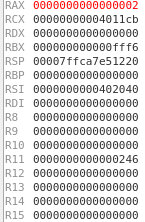 RAX 0000000000000002
RCX 00000000004011cb
RDX 0000000000000000
RBX 000000000000fff6
RSP 00007ffca7e51220
RBP 0000000000000000
RSI 0000000000402040
RDI 0000000000000000
R8 0000000000000000
R9 0000000000000000
R10 0000000000000000
R11 0000000000000246
R12 0000000000000000
R13 0000000000000000
R14 0000000000000000
R15 0000000000000000